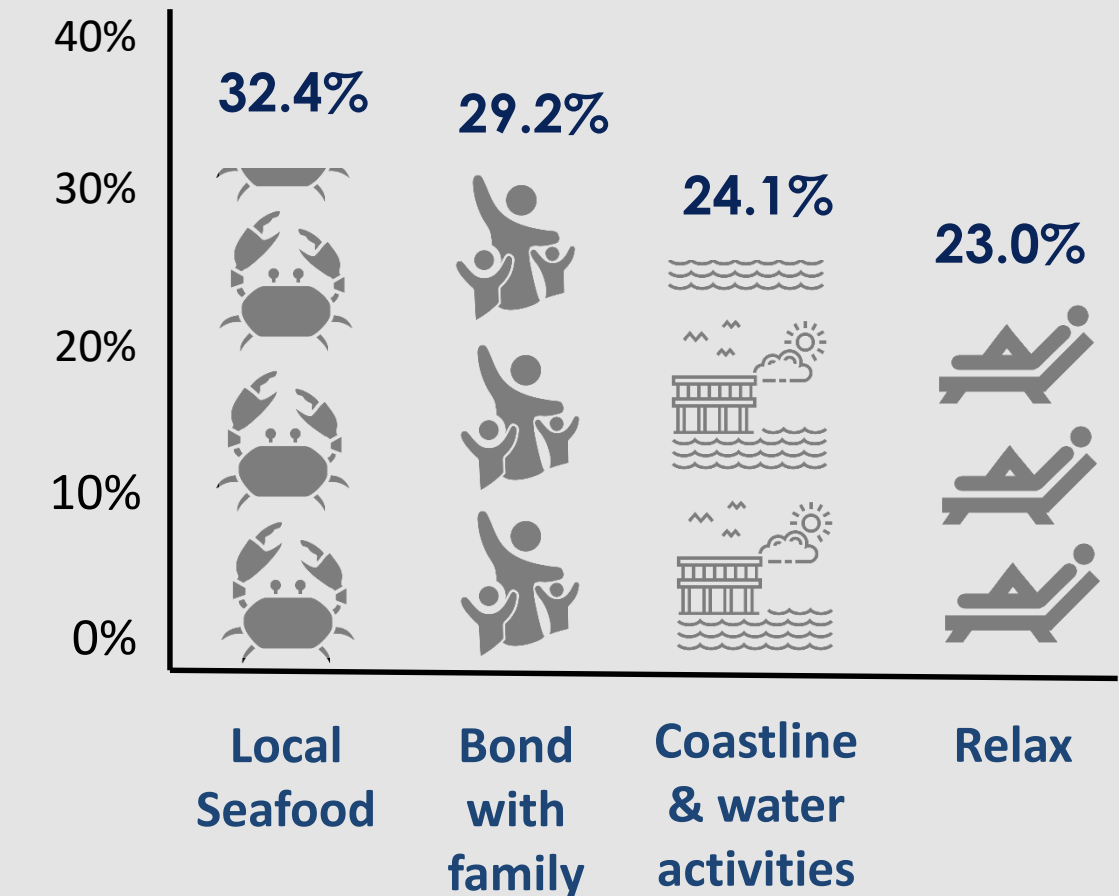 40%
32.4%
29.2%
30%
24.1%
23.0%
20%
10%
0%
Local
Seafood
Bond
with
family
Coastline
& water
activities
Relax